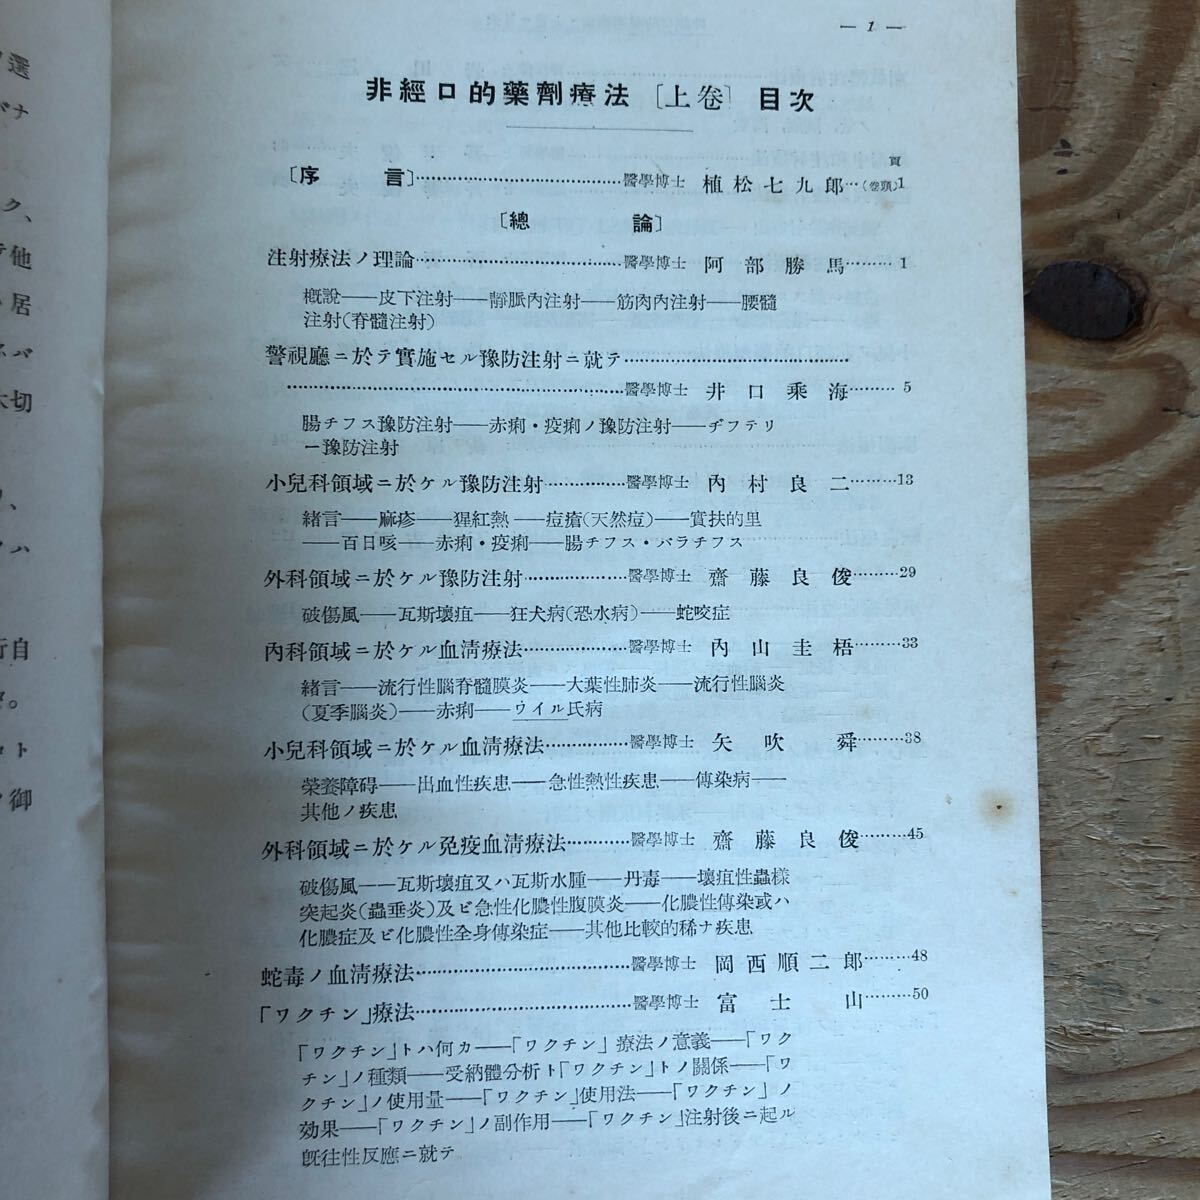 — 1 —
非經口的藥劑療法 〔上卷〕 目次
頁
〔序　言〕……………………………醫學博士 植松七九郎…(卷頭)1
〔總　論〕
注射療法ノ理論……………………………醫學博士 阿部勝馬………1
槪說——皮下注射——靜脈內注射——筋肉內注射——腰髓
注射(脊髓注射)
警視廳ニ於テ實施セル豫防注射ニ就テ………………………………
………………………………………………醫學博士 井口乘海………5
腸チフス豫防注射——赤痢・疫痢ノ豫防注射——ヂフテリ
ー豫防注射
小兒科領域ニ於ケル豫防注射……………醫學博士 內村良二………13
緖言——麻疹——猩紅熱——痘瘡(天然痘)——實扶的里
——百日咳——赤痢・疫痢——腸チフス・パラチフス
外科領域ニ於ケル豫防注射………………醫學博士 齋藤良俊………29
破傷風——瓦斯壞疽——狂犬病(恐水病)——蛇咬症
內科領域ニ於ケル血淸療法………………醫學博士 內山圭梧………33
緖言——流行性腦脊髓膜炎——大葉性肺炎——流行性腦炎
(夏季腦炎)——赤痢——ウイル氏病
小兒科領域ニ於ケル血淸療法……………醫學博士 矢吹舜………38
榮養障碍——出血性疾患——急性熱性疾患——傳染病——
其他ノ疾患
外科領域ニ於ケル免疫血淸療法…………醫學博士 齋藤良俊………45
破傷風——瓦斯壞疽又ハ瓦斯水腫——丹毒——壞疽性蟲樣
突起炎(蟲垂炎)及ビ急性化膿性腹膜炎——化膿性傳染或ハ
化膿症及ビ化膿性全身傳染症——其他比較的稀ナ疾患
蛇毒ノ血淸療法……………………………醫學博士 岡西順二郎………48
「ワクチン」療法……………………………醫學博士 富士山………50
「ワクチン」トハ何カ——「ワクチン」療法ノ意義——「ワク
チン」ノ種類——受納體分析ト「ワクチン」トノ關係——「ワ
クチン」ノ使用量——「ワクチン」使用法——「ワクチン」ノ
効果——「ワクチン」ノ副作用——「ワクチン」注射後ニ起ル
旣往性反應ニ就テ